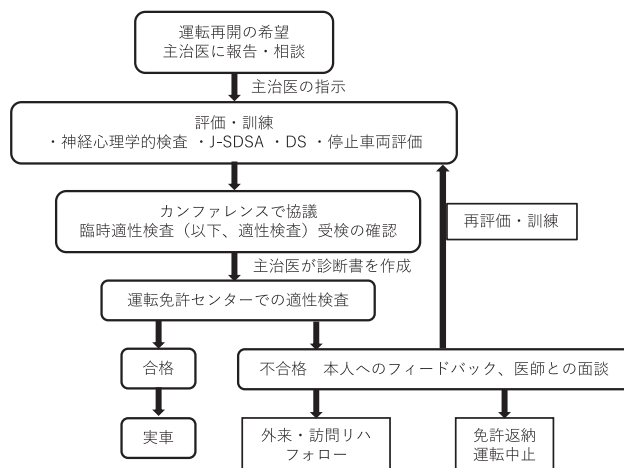 運転再開の希望
主治医に報告・相談
主治医の指示
評価・訓練
・神経心理学的検査 ・J-SDSA ・DS ・停止車両評価
カンファレンスで協議
臨時適性検査（以下、適性検査）受検の確認
再評価・訓練
主治医が診断書を作成
運転免許センターでの適性検査
合格
不合格 本人へのフィードバック、医師との面談
実車
外来・訪問リハ
フォロー
免許返納
運転中止